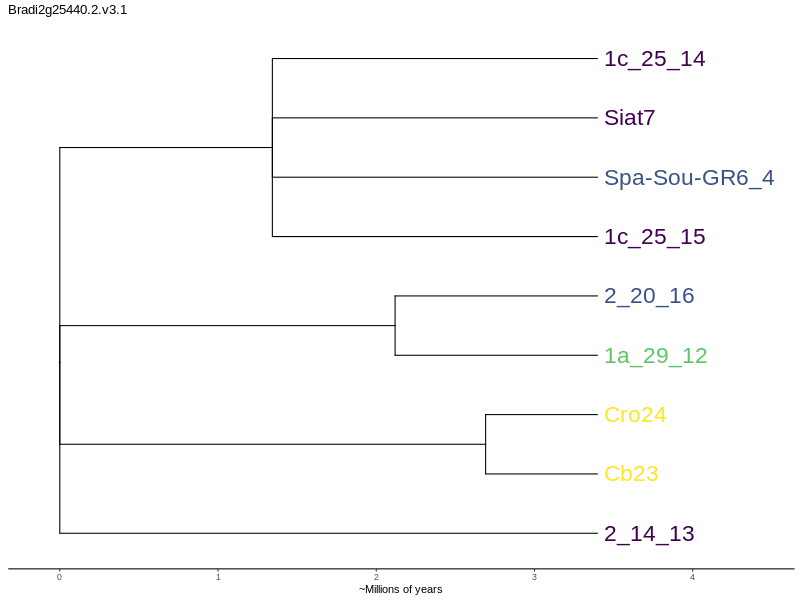 Bradi2g25440.2.v3.1
1c_25_14
Siat7
Spa-Sou-GR6_4
1c_25_15
2_20_16
1a_29_12
Cro24
Cb23
2_14_13
0 1 2 3 4
~Millions of years